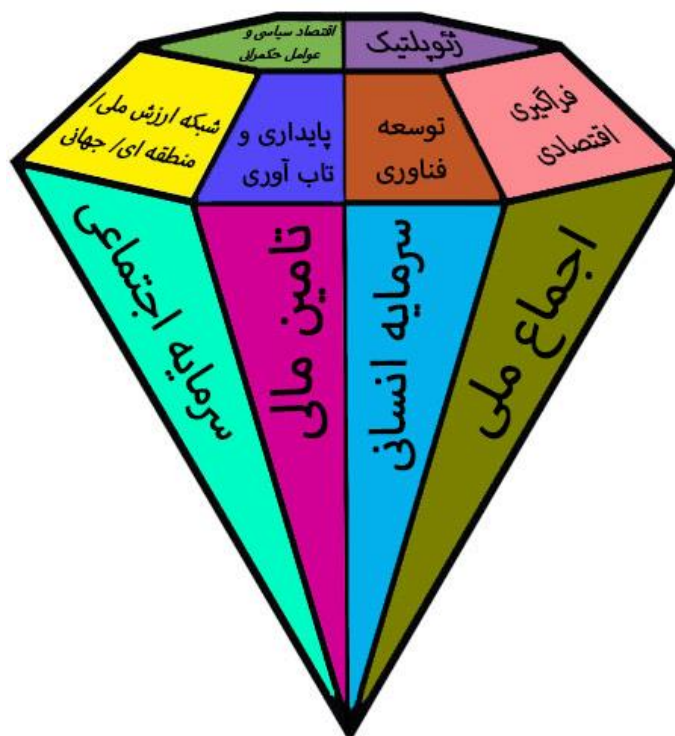 ژئوپلتیک
اقتصاد سیاسی و
عوامل حکمرانی
فراگیری
اقتصادی
توسعه
فناوری
پایداری و
تاب آوری
شبکه ارزش ملی/
منطقه ای/ جهانی
اجماع ملی
سرمایه انسانی
تامین مالی
سرمایه اجتماعی